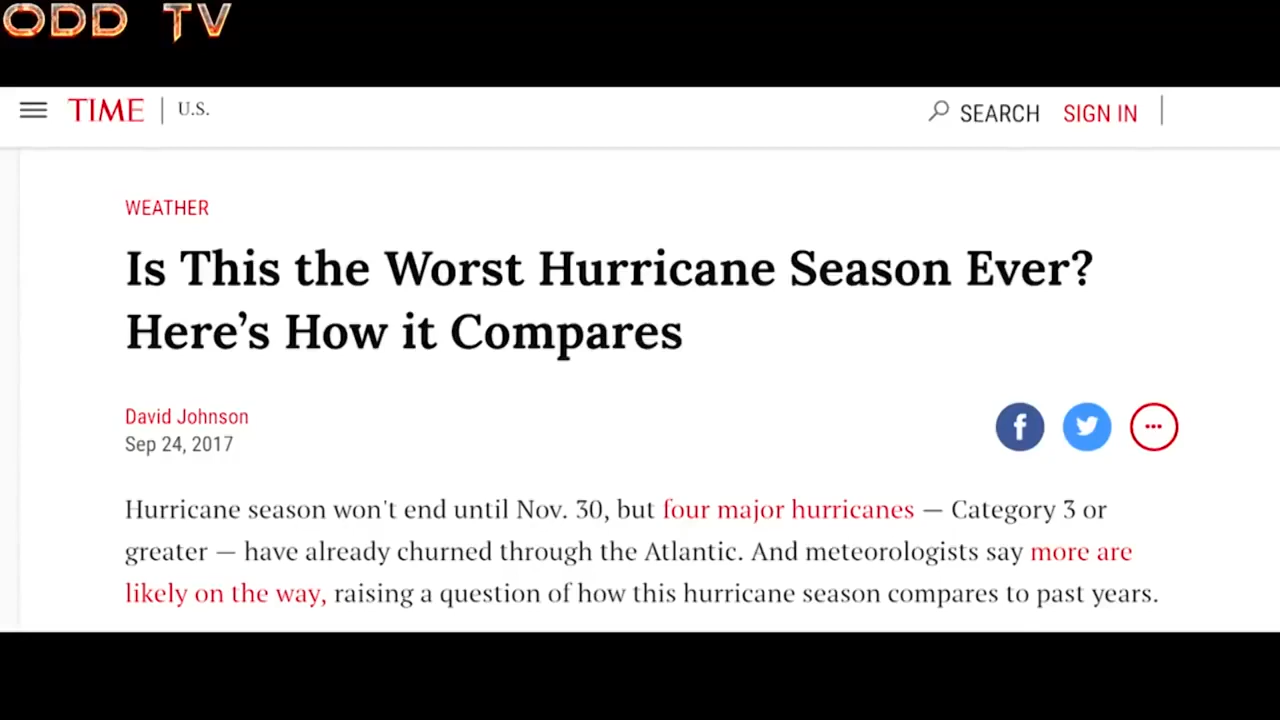 ODD TV
TIME | U.S.
SEARCH SIGN IN |
WEATHER
Is This the Worst Hurricane Season Ever?
Here’s How it Compares
David Johnson
Sep 24, 2017
Hurricane season won't end until Nov. 30, but four major hurricanes — Category 3 or
greater — have already churned through the Atlantic. And meteorologists say more are
likely on the way, raising a question of how this hurricane season compares to past years.